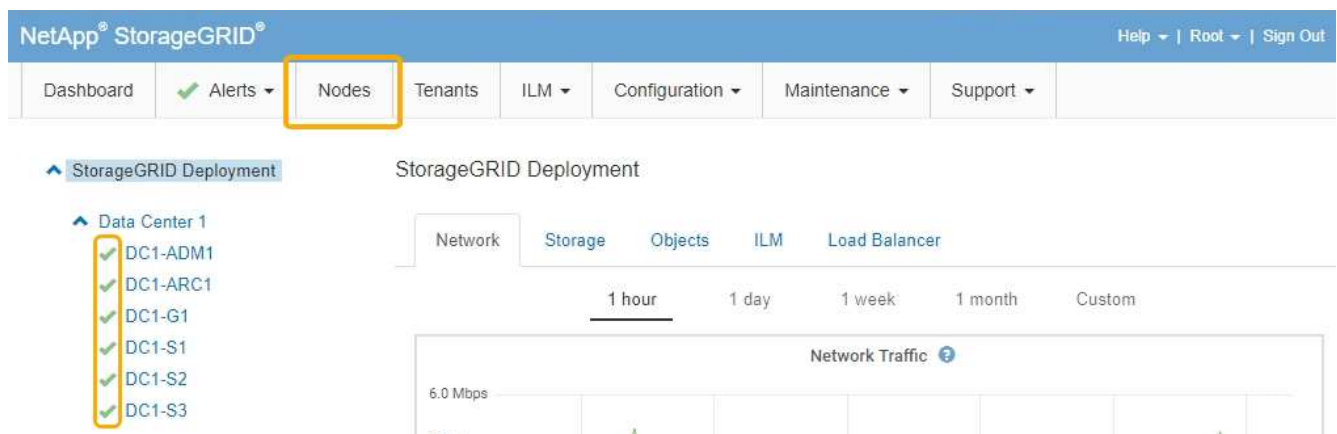 NetApp® StorageGRID®
Help | Root | Sign Out
Dashboard Alerts Nodes Tenants ILM Configuration Maintenance Support
StorageGRID Deployment
Data Center 1
DC1-ADM1
DC1-ARC1
DC1-G1
DC1-S1
DC1-S2
DC1-S3
StorageGRID Deployment
Network Storage Objects ILM Load Balancer
1 hour 1 day 1 week 1 month Custom
Network Traffic ?
6.0 Mbps